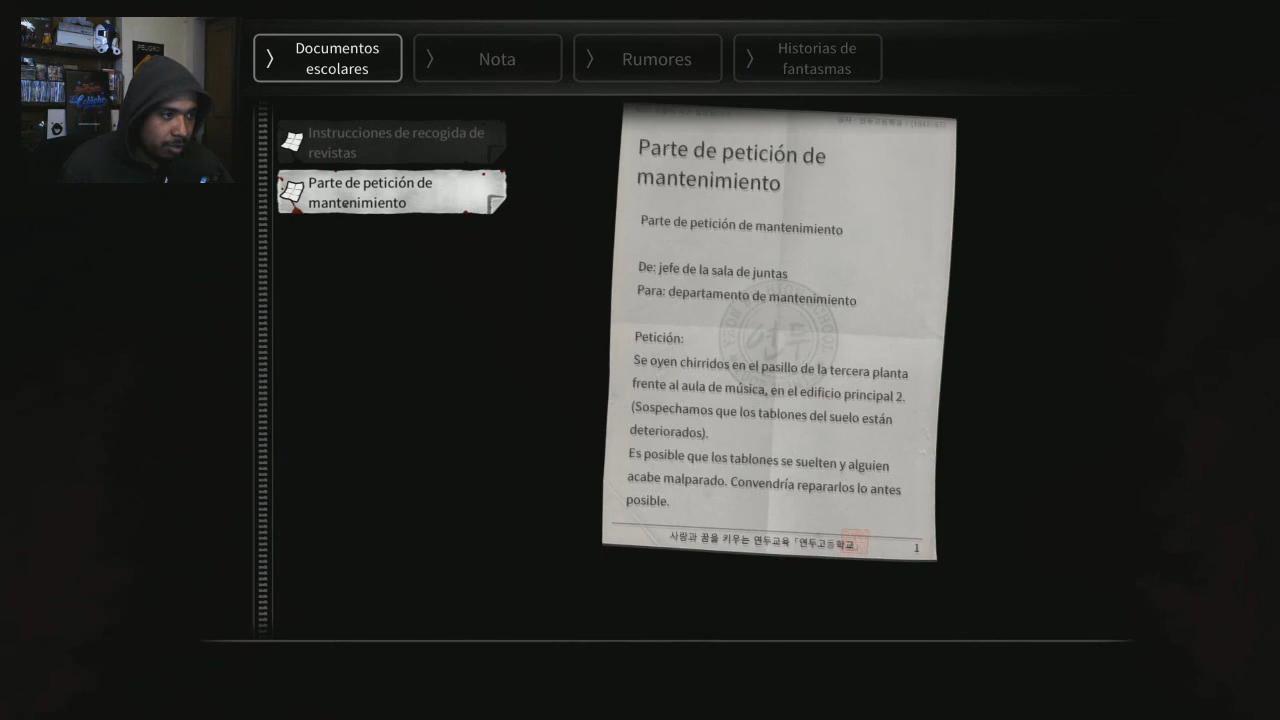 Documentos
escolares
Nota
Rumores
Historias de
fantasmas
PELIGRO
Instrucciones de recogida de
revistas
Parte de petición de
mantenimiento
Parte de petición de
mantenimiento
Parte de petición de mantenimiento
De: jefe de la sala de juntas
Para: departamento de mantenimiento
Petición:
Se oyen chirridos en el pasillo de la tercera planta
frente al aula de música, en el edificio principal 2.
(Sospechamos que los tablones del suelo están
deteriorados).
Es posible que los tablones se suelten y alguien
acabe malparado. Convendría repararlos lo antes
posible.
연두
사랑과 꿈을 키우는 연두교육 「연두고등학교」
1